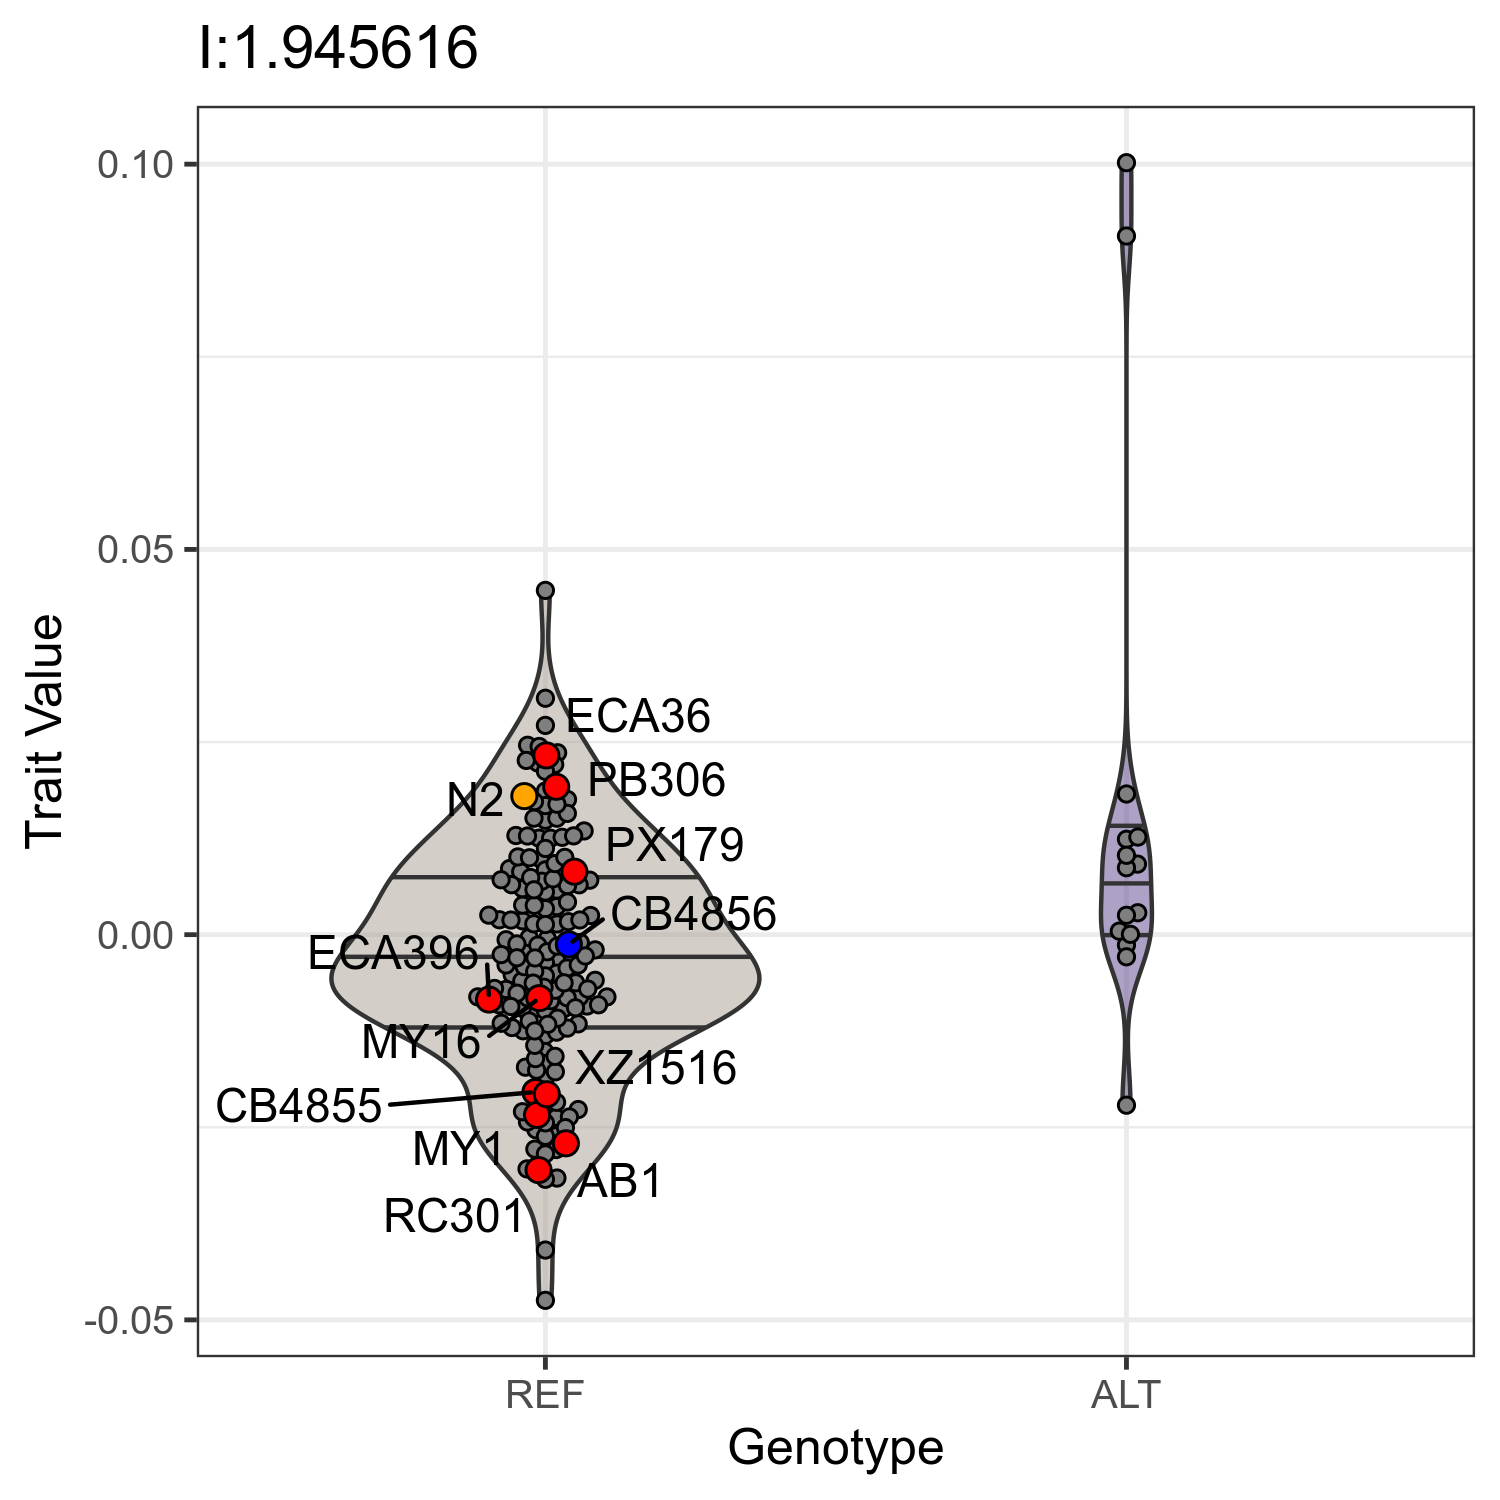 I:1.945616
0.10
0.05
0.00
-0.05
Trait Value
ECA36
PB306
N2
PX179
CB4856
ECA396
MY16
XZ1516
CB4855
MY1
AB1
RC301
REF
ALT
Genotype